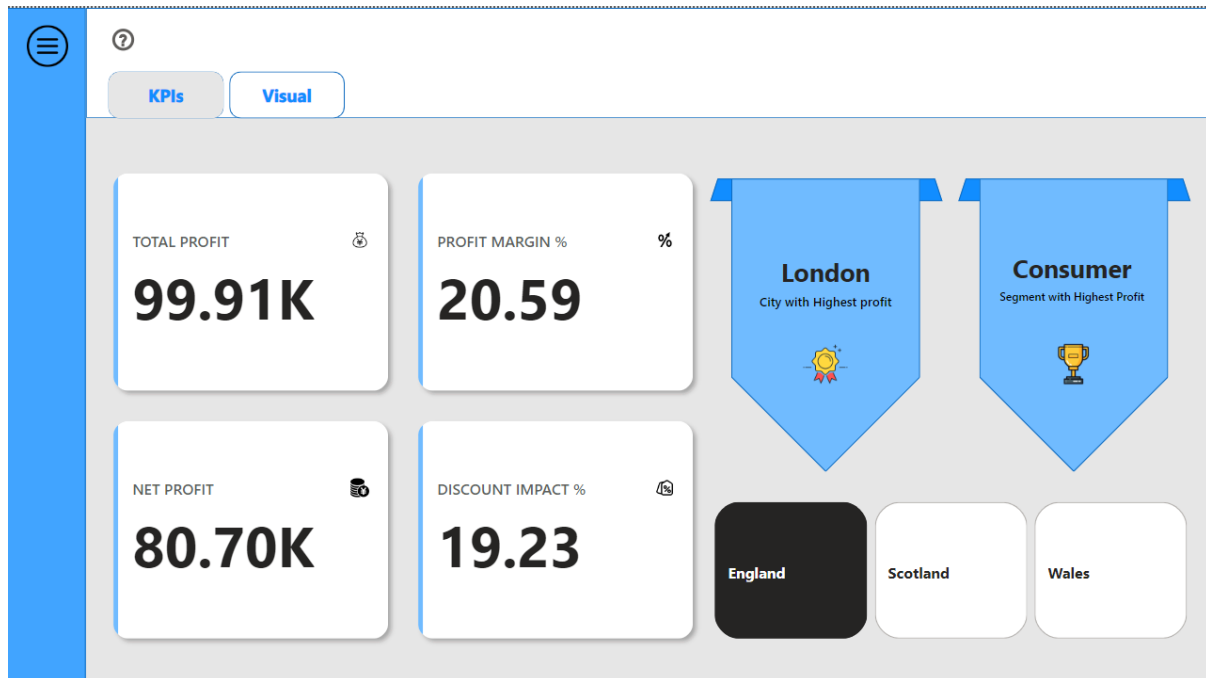 KPIs
Visual
TOTAL PROFIT
99.91K
PROFIT MARGIN %
20.59
London
City with Highest profit
Consumer
Segment with Highest Profit
NET PROFIT
80.70K
DISCOUNT IMPACT %
19.23
England
Scotland
Wales